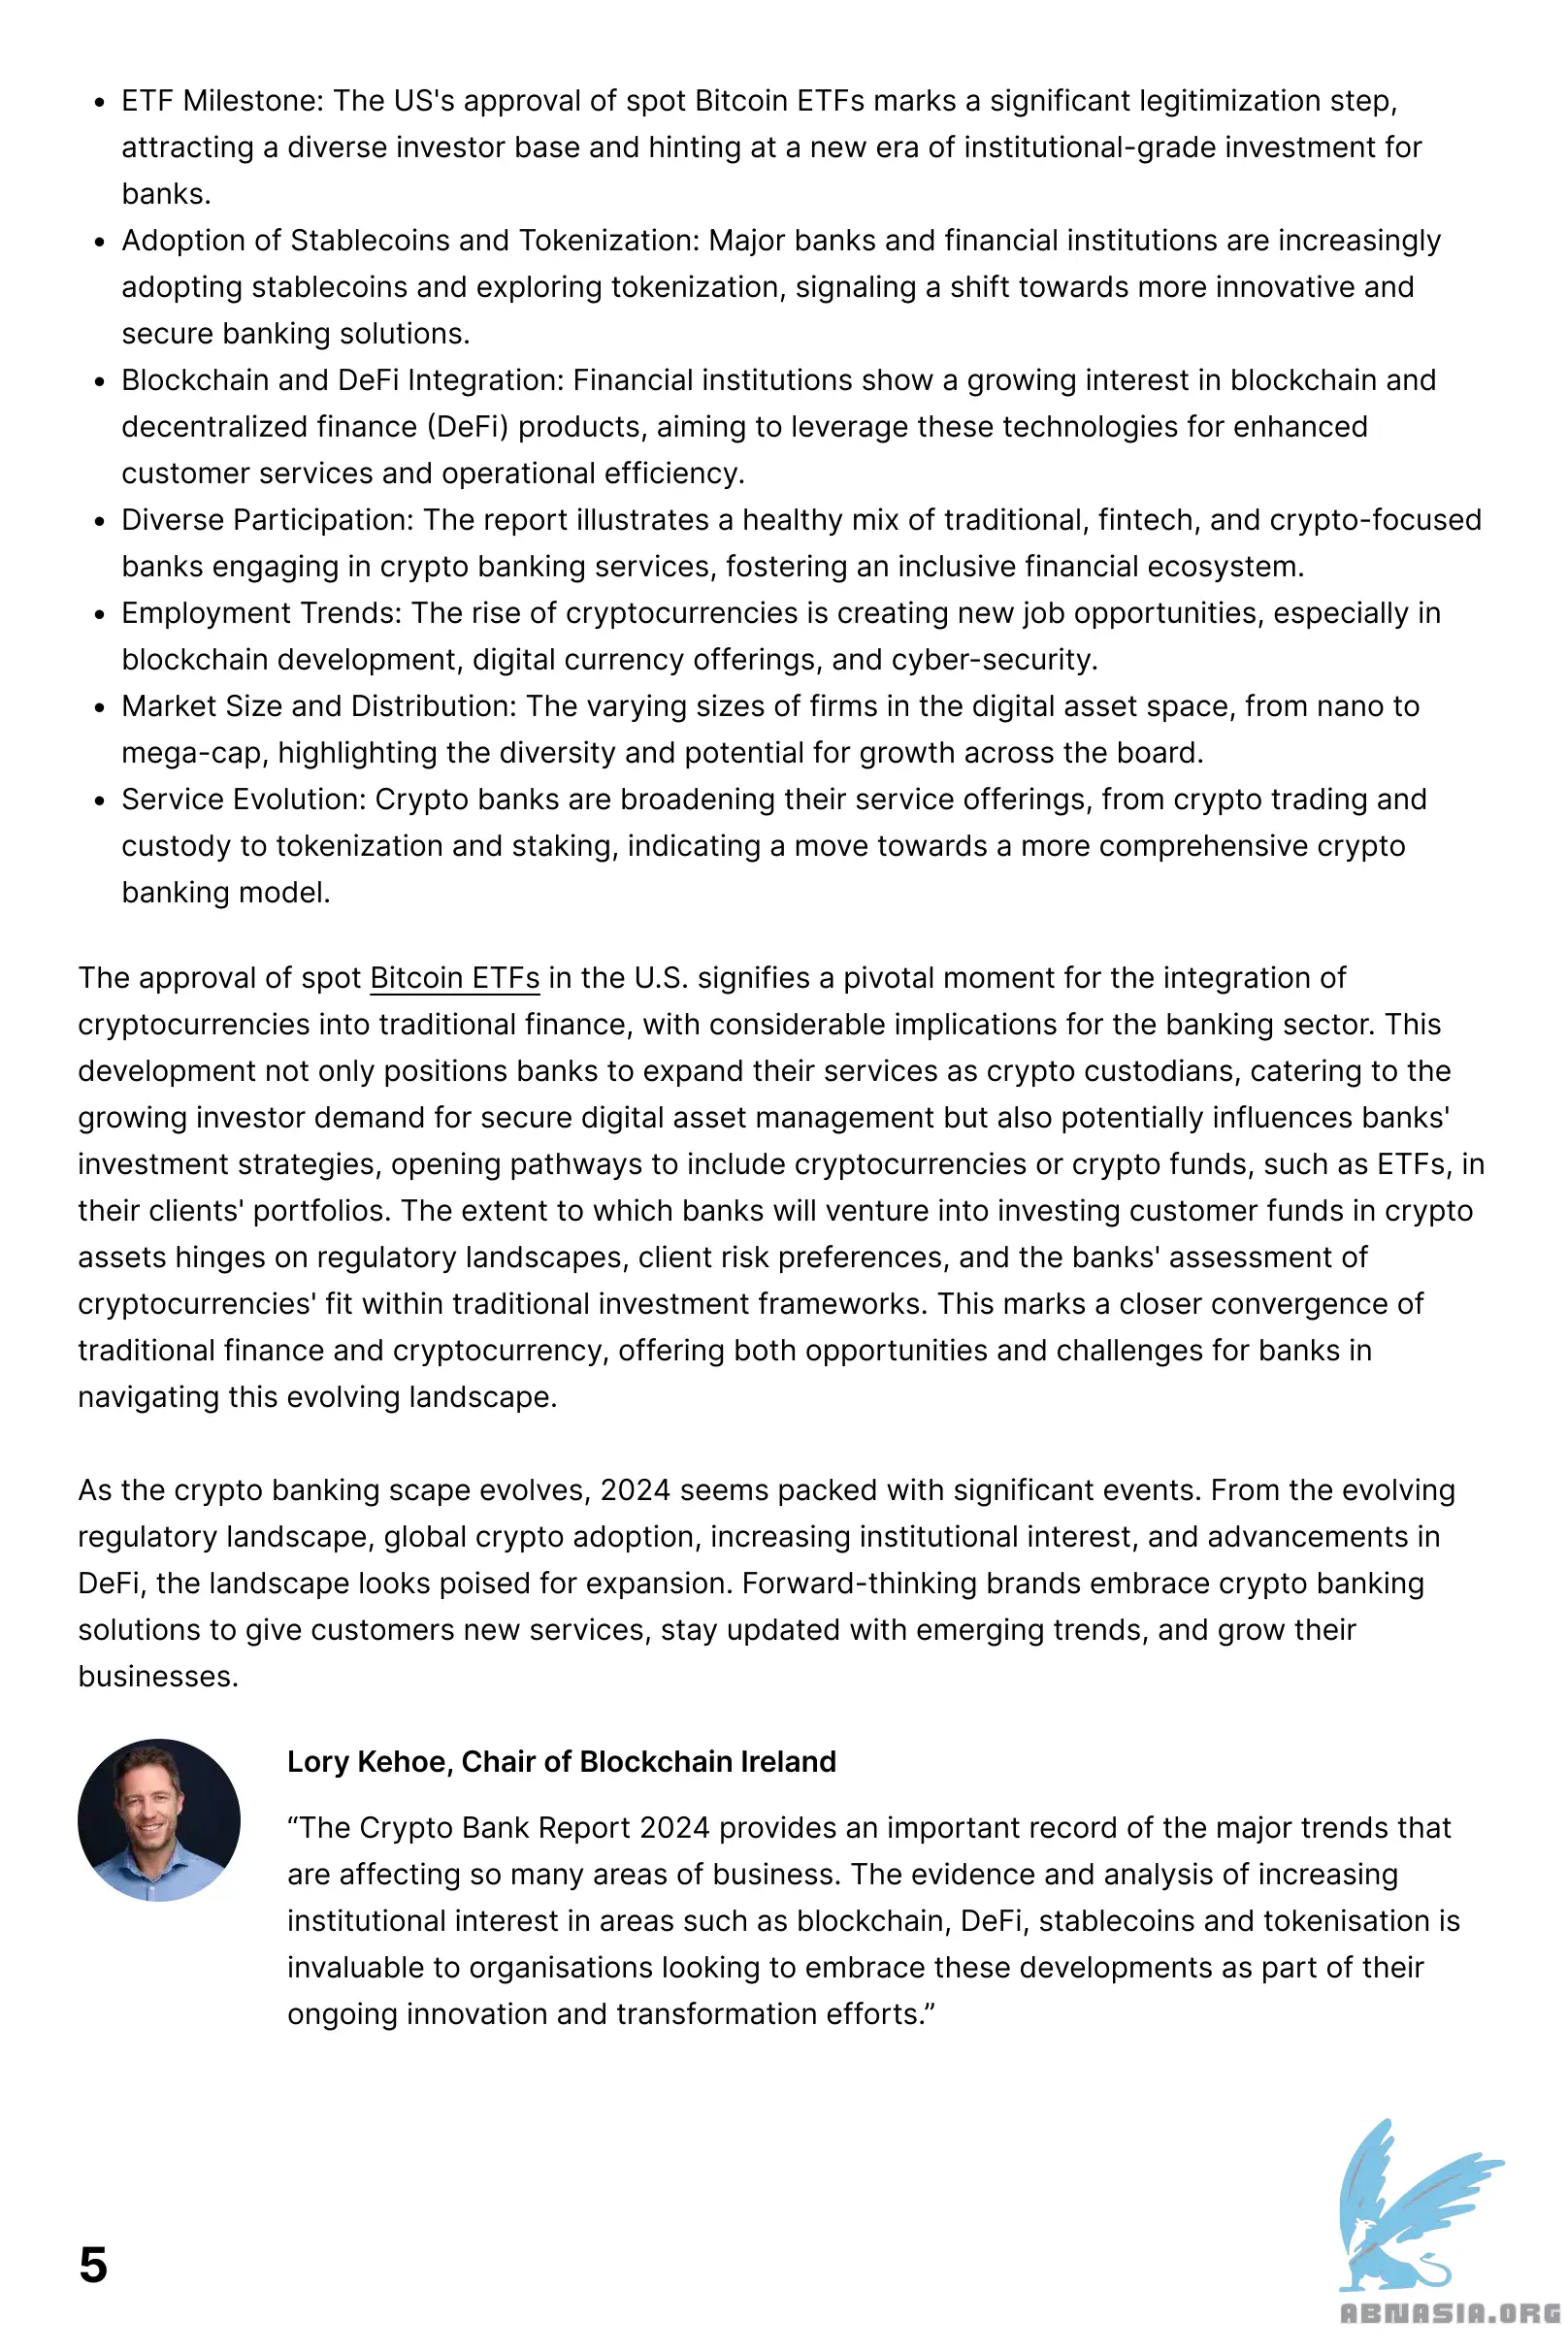 • ETF Milestone: The US's approval of spot Bitcoin ETFs marks a significant legitimization step,
attracting a diverse investor base and hinting at a new era of institutional-grade investment for
banks.
• Adoption of Stablecoins and Tokenization: Major banks and financial institutions are increasingly
adopting stablecoins and exploring tokenization, signaling a shift towards more innovative and
secure banking solutions.
• Blockchain and DeFi Integration: Financial institutions show a growing interest in blockchain and
decentralized finance (DeFi) products, aiming to leverage these technologies for enhanced
customer services and operational efficiency.
• Diverse Participation: The report illustrates a healthy mix of traditional, fintech, and crypto-focused
banks engaging in crypto banking services, fostering an inclusive financial ecosystem.
• Employment Trends: The rise of cryptocurrencies is creating new job opportunities, especially in
blockchain development, digital currency offerings, and cyber-security.
• Market Size and Distribution: The varying sizes of firms in the digital asset space, from nano to
mega-cap, highlighting the diversity and potential for growth across the board.
• Service Evolution: Crypto banks are broadening their service offerings, from crypto trading and
custody to tokenization and staking, indicating a move towards a more comprehensive crypto
banking model.
The approval of spot Bitcoin ETFs in the U.S. signifies a pivotal moment for the integration of
cryptocurrencies into traditional finance, with considerable implications for the banking sector. This
development not only positions banks to expand their services as crypto custodians, catering to the
growing investor demand for secure digital asset management but also potentially influences banks'
investment strategies, opening pathways to include cryptocurrencies or crypto funds, such as ETFs, in
their clients' portfolios. The extent to which banks will venture into investing customer funds in crypto
assets hinges on regulatory landscapes, client risk preferences, and the banks' assessment of
cryptocurrencies' fit within traditional investment frameworks. This marks a closer convergence of
traditional finance and cryptocurrency, offering both opportunities and challenges for banks in
navigating this evolving landscape.
As the crypto banking scape evolves, 2024 seems packed with significant events. From the evolving
regulatory landscape, global crypto adoption, increasing institutional interest, and advancements in
DeFi, the landscape looks poised for expansion. Forward-thinking brands embrace crypto banking
solutions to give customers new services, stay updated with emerging trends, and grow their
businesses.
Lory Kehoe, Chair of Blockchain Ireland
“The Crypto Bank Report 2024 provides an important record of the major trends that
are affecting so many areas of business. The evidence and analysis of increasing
institutional interest in areas such as blockchain, DeFi, stablecoins and tokenisation is
invaluable to organisations looking to embrace these developments as part of their
ongoing innovation and transformation efforts.”
5
ABNASIA.ORG